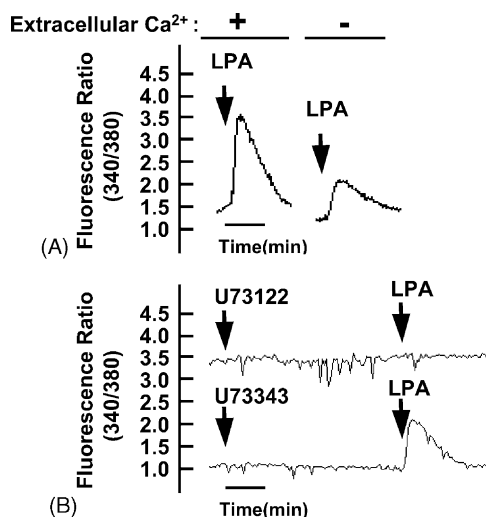 Extracellular Ca²⁺ : + -
LPA
LPA
Fluorescence Ratio
(340/380)
4.5
4.0
3.5
3.0
2.5
2.0
1.5
1.0
Time(min)
(A)
U73122
LPA
Fluorescence Ratio
(340/380)
4.5
4.0
3.5
3.0
2.5
2.0
1.5
1.0
U73343
LPA
Time(min)
(B)